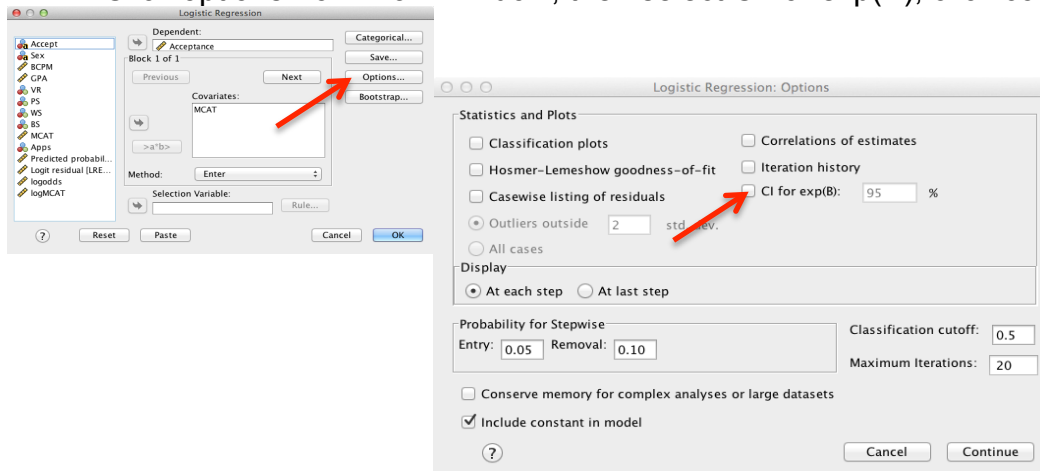 Logistic Regression
Accept
Sex
BCPM
GPA
VR
PS
WS
BS
MCAT
Apps
Predicted probabil...
Logit residual [LRE...
logodds
logMCAT
Dependent:
Acceptance
Block 1 of 1
Previous
Next
Covariates:
MCAT
>a*b>
Method: Enter
Selection Variable:
Rule...
Categorical...
Save...
Options...
Bootstrap...
? Reset Paste Cancel OK
Logistic Regression: Options
Statistics and Plots
Classification plots
Hosmer-Lemeshow goodness-of-fit
Casewise listing of residuals
Outliers outside 2 std. dev.
All cases
Correlations of estimates
Iteration history
CI for exp(B): 95 %
Display
At each step At last step
Probability for Stepwise
Entry: 0.05 Removal: 0.10
Classification cutoff: 0.5
Maximum Iterations: 20
Conserve memory for complex analyses or large datasets
Include constant in model
? Cancel Continue